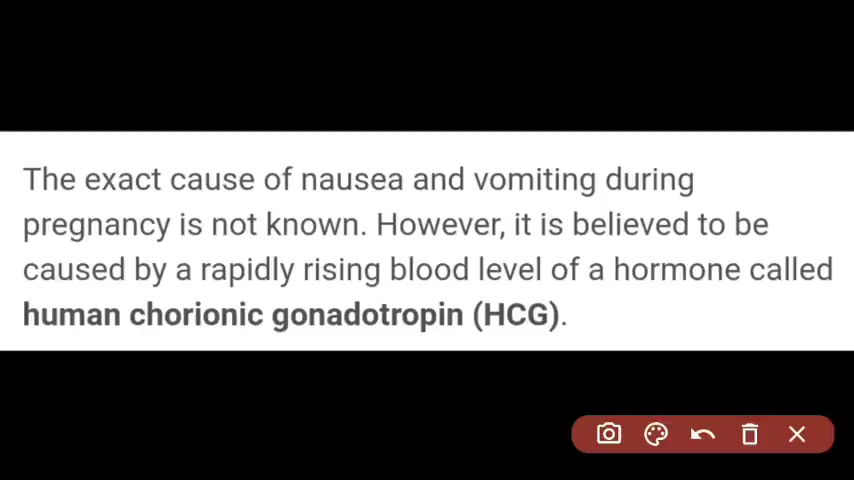 The exact cause of nausea and vomiting during
pregnancy is not known. However, it is believed to be
caused by a rapidly rising blood level of a hormone called
human chorionic gonadotropin (HCG).